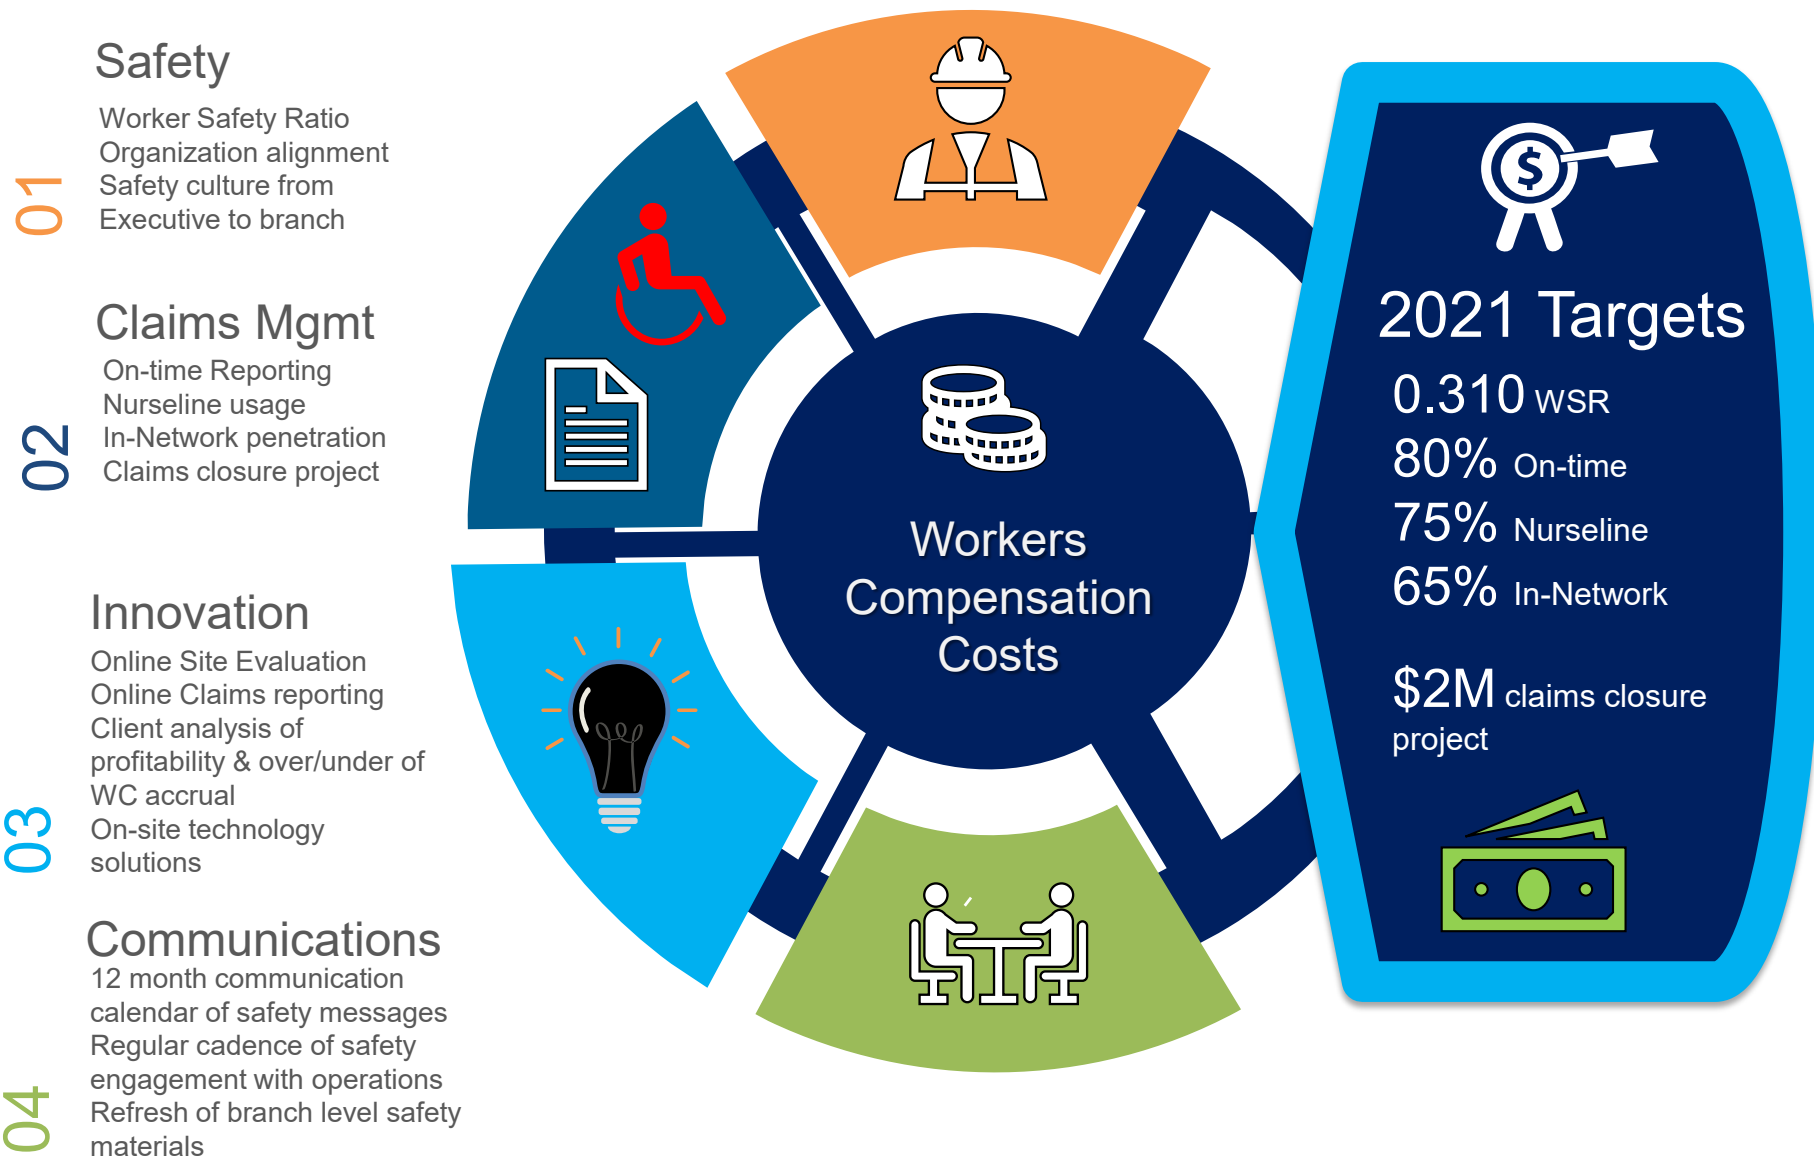 01
Safety
Worker Safety Ratio
Organization alignment
Safety culture from
Executive to branch
02
Claims Mgmt
On-time Reporting
Nurseline usage
In-Network penetration
Claims closure project
03
Innovation
Online Site Evaluation
Online Claims reporting
Client analysis of
profitability & over/under of
WC accrual
On-site technology
solutions
04
Communications
12 month communication
calendar of safety messages
Regular cadence of safety
engagement with operations
Refresh of branch level safety
materials
Workers
Compensation
Costs
$
2021 Targets
0.310 WSR
80% On-time
75% Nurseline
65% In-Network
$2M claims closure
project